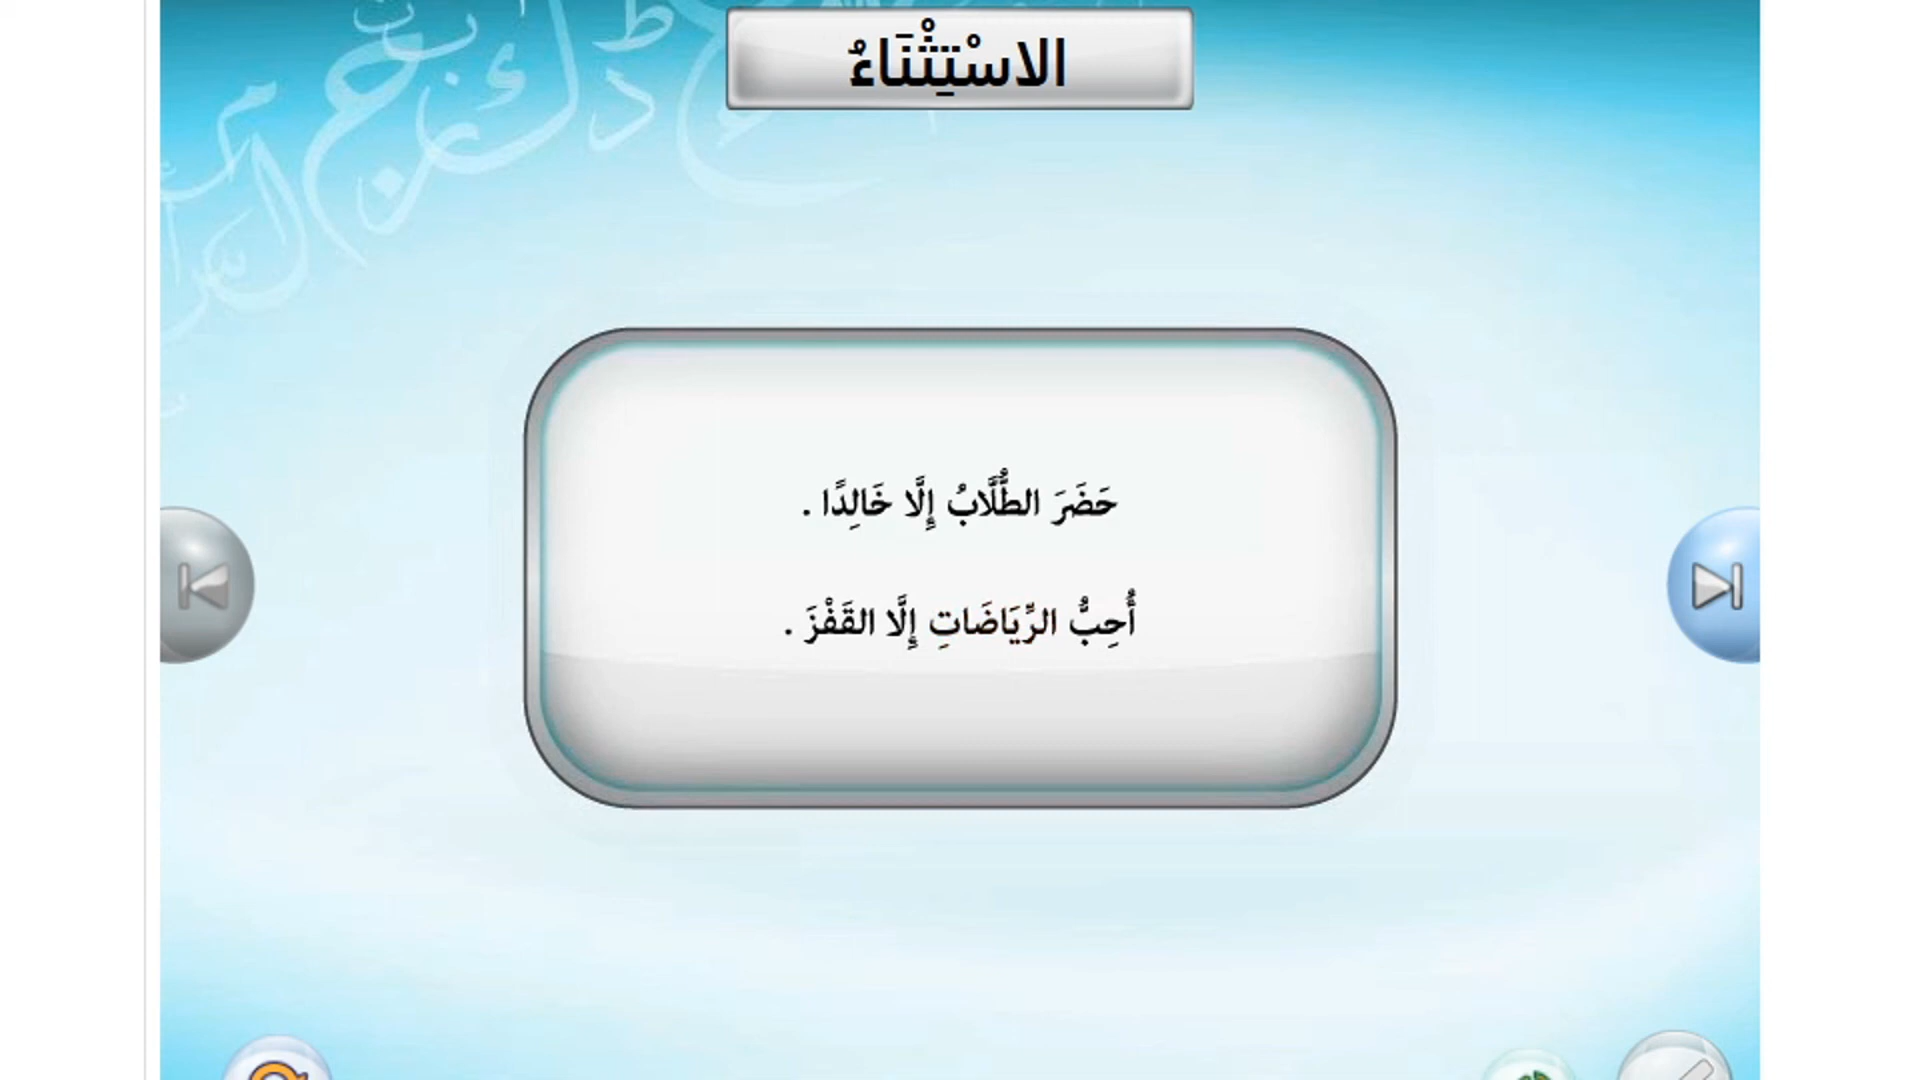 الاسْتِثْنَاءُ
حَضَرَ الطُّلَّابُ إِلَّا خَالِدًا .
أُحِبُّ الرِّيَاضَاتِ إِلَّا القَفْزَ .